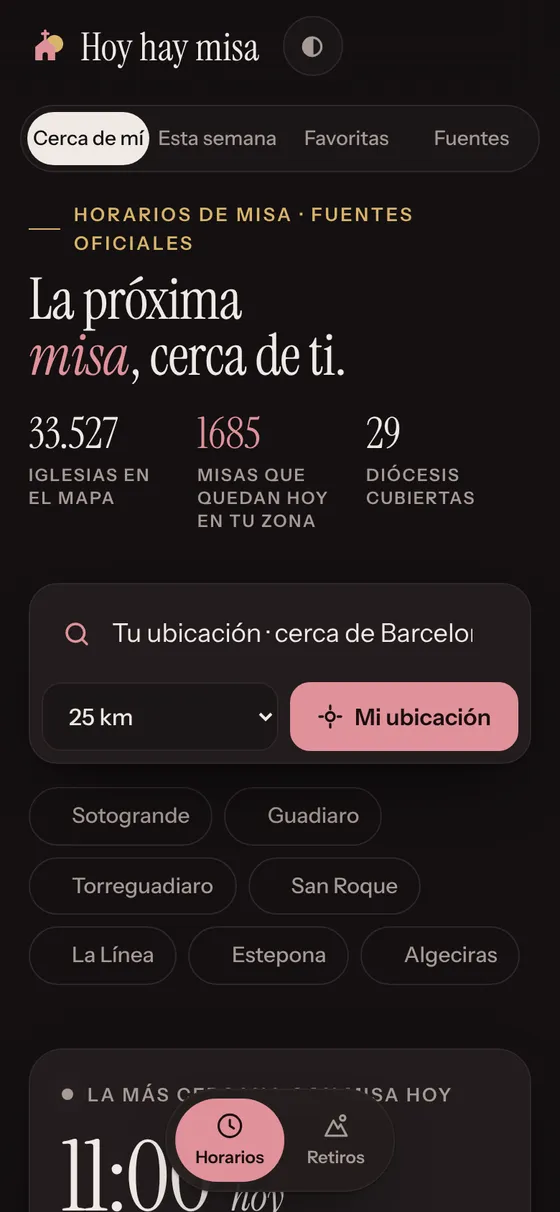 Hoy hay misa
Cerca de mí Esta semana Favoritas Fuentes
HORARIOS DE MISA · FUENTES
OFICIALES
La próxima
misa, cerca de ti.
33.527 1685 29
IGLESIAS EN MISAS QUE DIÓCESIS
EL MAPA QUEDAN HOY CUBIERTAS
EN TU ZONA
Tu ubicación · cerca de Barcelo
25 km Mi ubicación
Sotogrande Guadiaro
Torreguadiaro San Roque
La Línea Estepona Algeciras
LA MÁS MISA HOY
11:00 hoy
Horarios Retiros